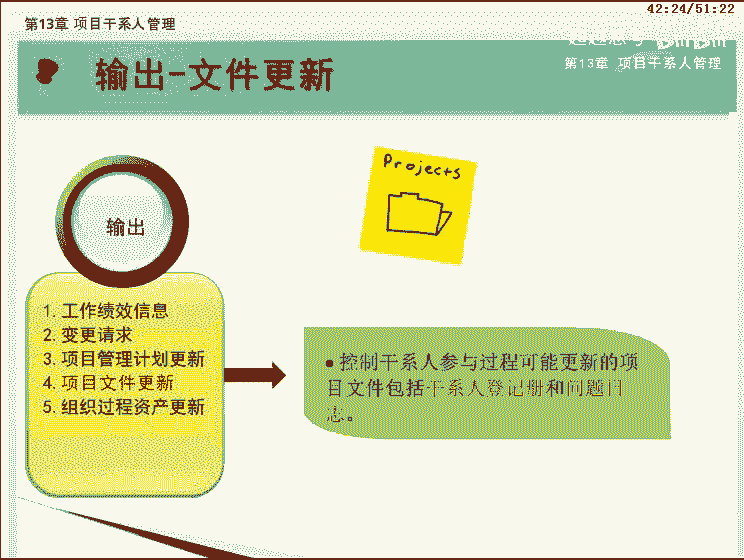 42:24/51:22
第13章 项目干系人管理
第13章 项目干系人管理
输出-文件更新
Projects
输出
1. 工作绩效信息
2. 变更请求
3. 项目管理计划更新
4. 项目文件更新
5. 组织过程资产更新
• 控制干系人参与过程可能更新的项
目文件包括干系人登记册和问题日
志。